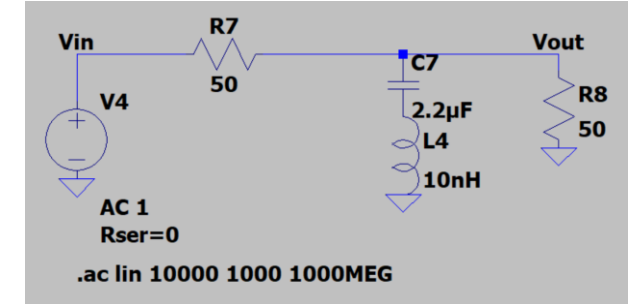 R7
Vin
Vout
C7
50
V4
R8
2.2µF
50
L4
10nH
AC 1
Rser=0
.ac lin 10000 1000 1000MEG